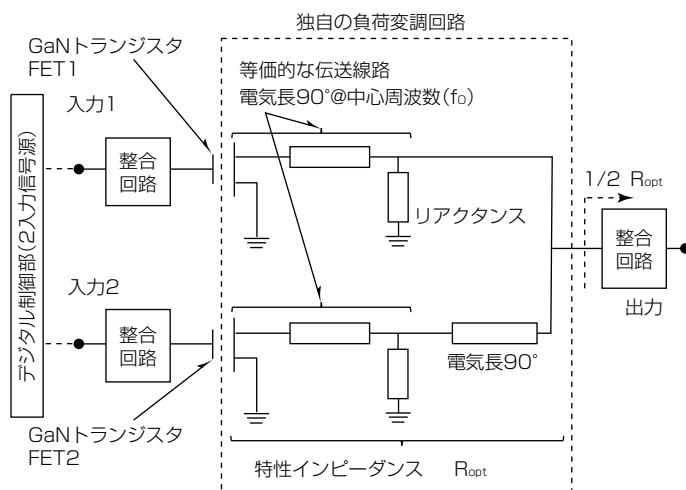 独自の負荷変調回路
GaNトランジスタ
FET1
等価的な伝送線路
電気長90°@中心周波数(f0)
入力1
整合
回路
リアクタンス
1/2 Ropt
整合
回路
出力
デジタル制御部(2入力信号源)
入力2
整合
回路
電気長90°
GaNトランジスタ
FET2
特性インピーダンス Ropt